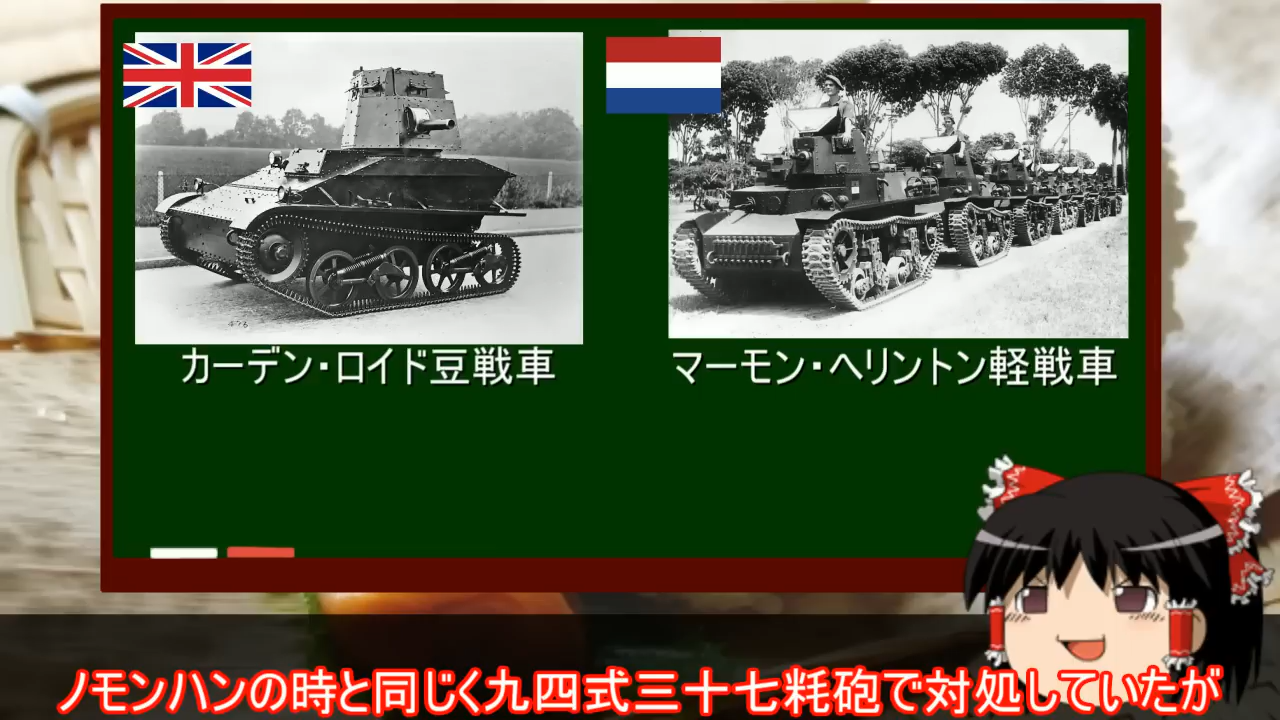 カーデン・ロイド豆戦車
マーモン・ヘリントン軽戦車
ノモンハンの時と同じく九四式三十七粍砲で対処していたが